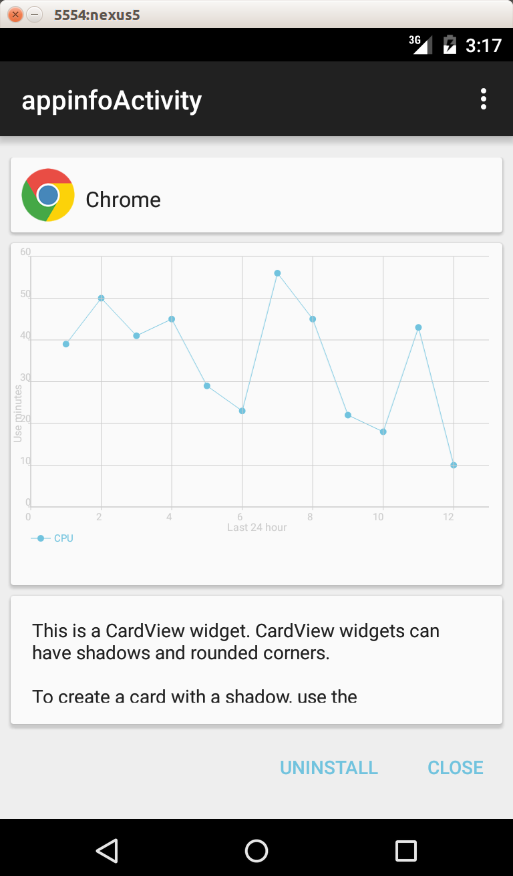 5554:nexus5
3G 3:17
appinfoActivity
Chrome
60
50
40
30
20
10
0
Use minutes
0 2 4 6 8 10 12
Last 24 hour
CPU
This is a CardView widget. CardView widgets can
have shadows and rounded corners.
To create a card with a shadow, use the
UNINSTALL CLOSE